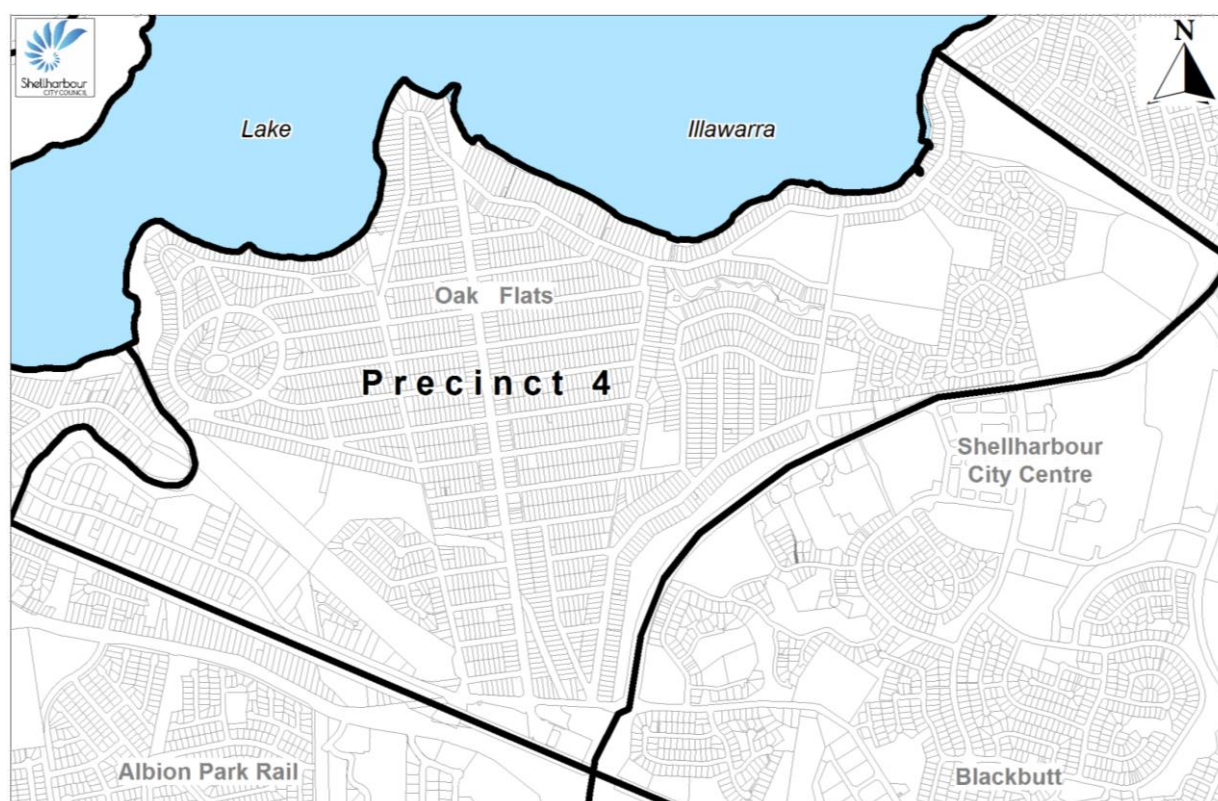 Shellharbour
CITY COUNCIL
N
Lake
Illawarra
Oak Flats
Precinct 4
Shellharbour
City Centre
Albion Park Rail
Blackbutt